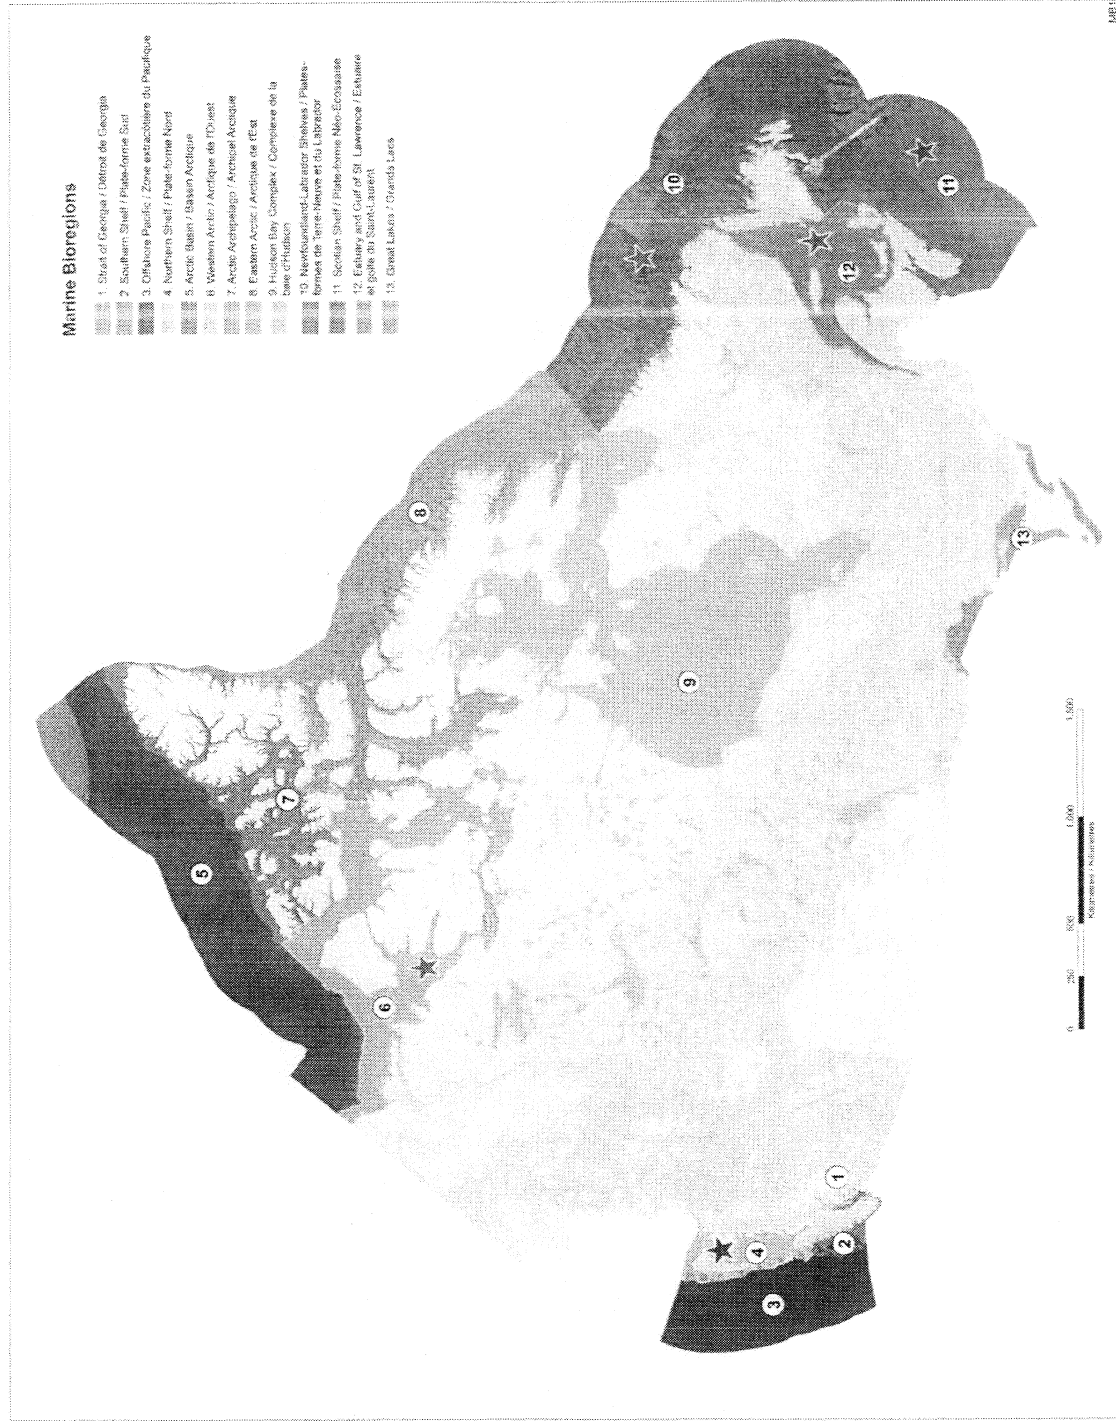 Marine Bioregions
1. Strait of Georgia / Détroit de Georgia
2. Southern Shelf / Plate-forme Sud
3. Offshore Pacific / Zone extracôtière du Pacifique
4. Northern Shelf / Plate-forme Nord
5. Arctic Basin / Bassin Arctique
6. Western Arctic / Arctique de l'Ouest
7. Arctic Archipelago / Archipel Arctique
8. Eastern Arctic / Arctique de l'Est
9. Hudson Bay Complex / Complexe de la
baie d'Hudson
10. Newfoundland-Labrador Shelves / Plates-
formes de Terre-Neuve et du Labrador
11. Scotian Shelf / Plate-forme Néo-Écossaise
12. Estuary and Gulf of St. Lawrence / Estuaire
et golfe du Saint-Laurent
13. Great Lakes / Grands Lacs
5
7
8
6
9
10
12
11
13
4
3
2
1
0 250 500 1,000 1,500
Kilometres / Kilomètres